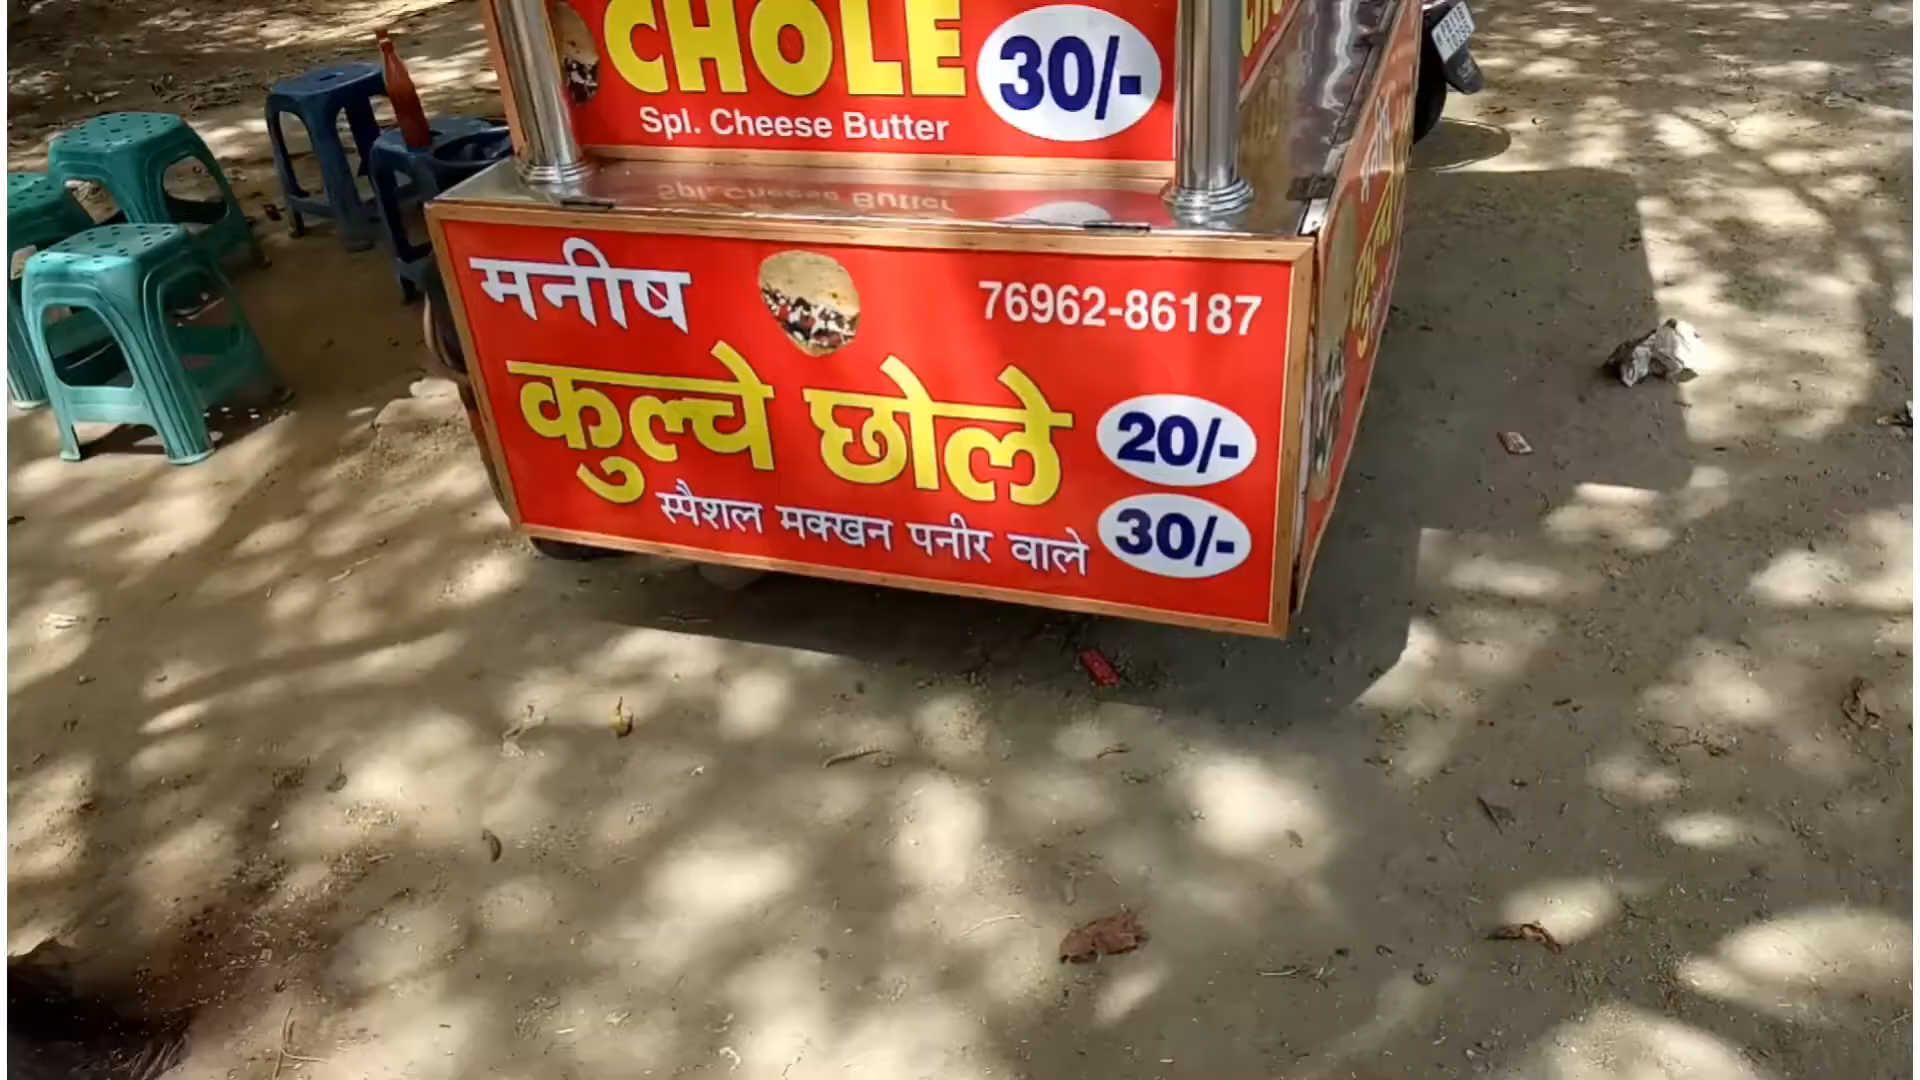 CHOLE 30/-
Spl. Cheese Butter
मनीष 76962-86187
कुल्चे छोले 20/-
स्पैशल मक्खन पनीर वाले 30/-